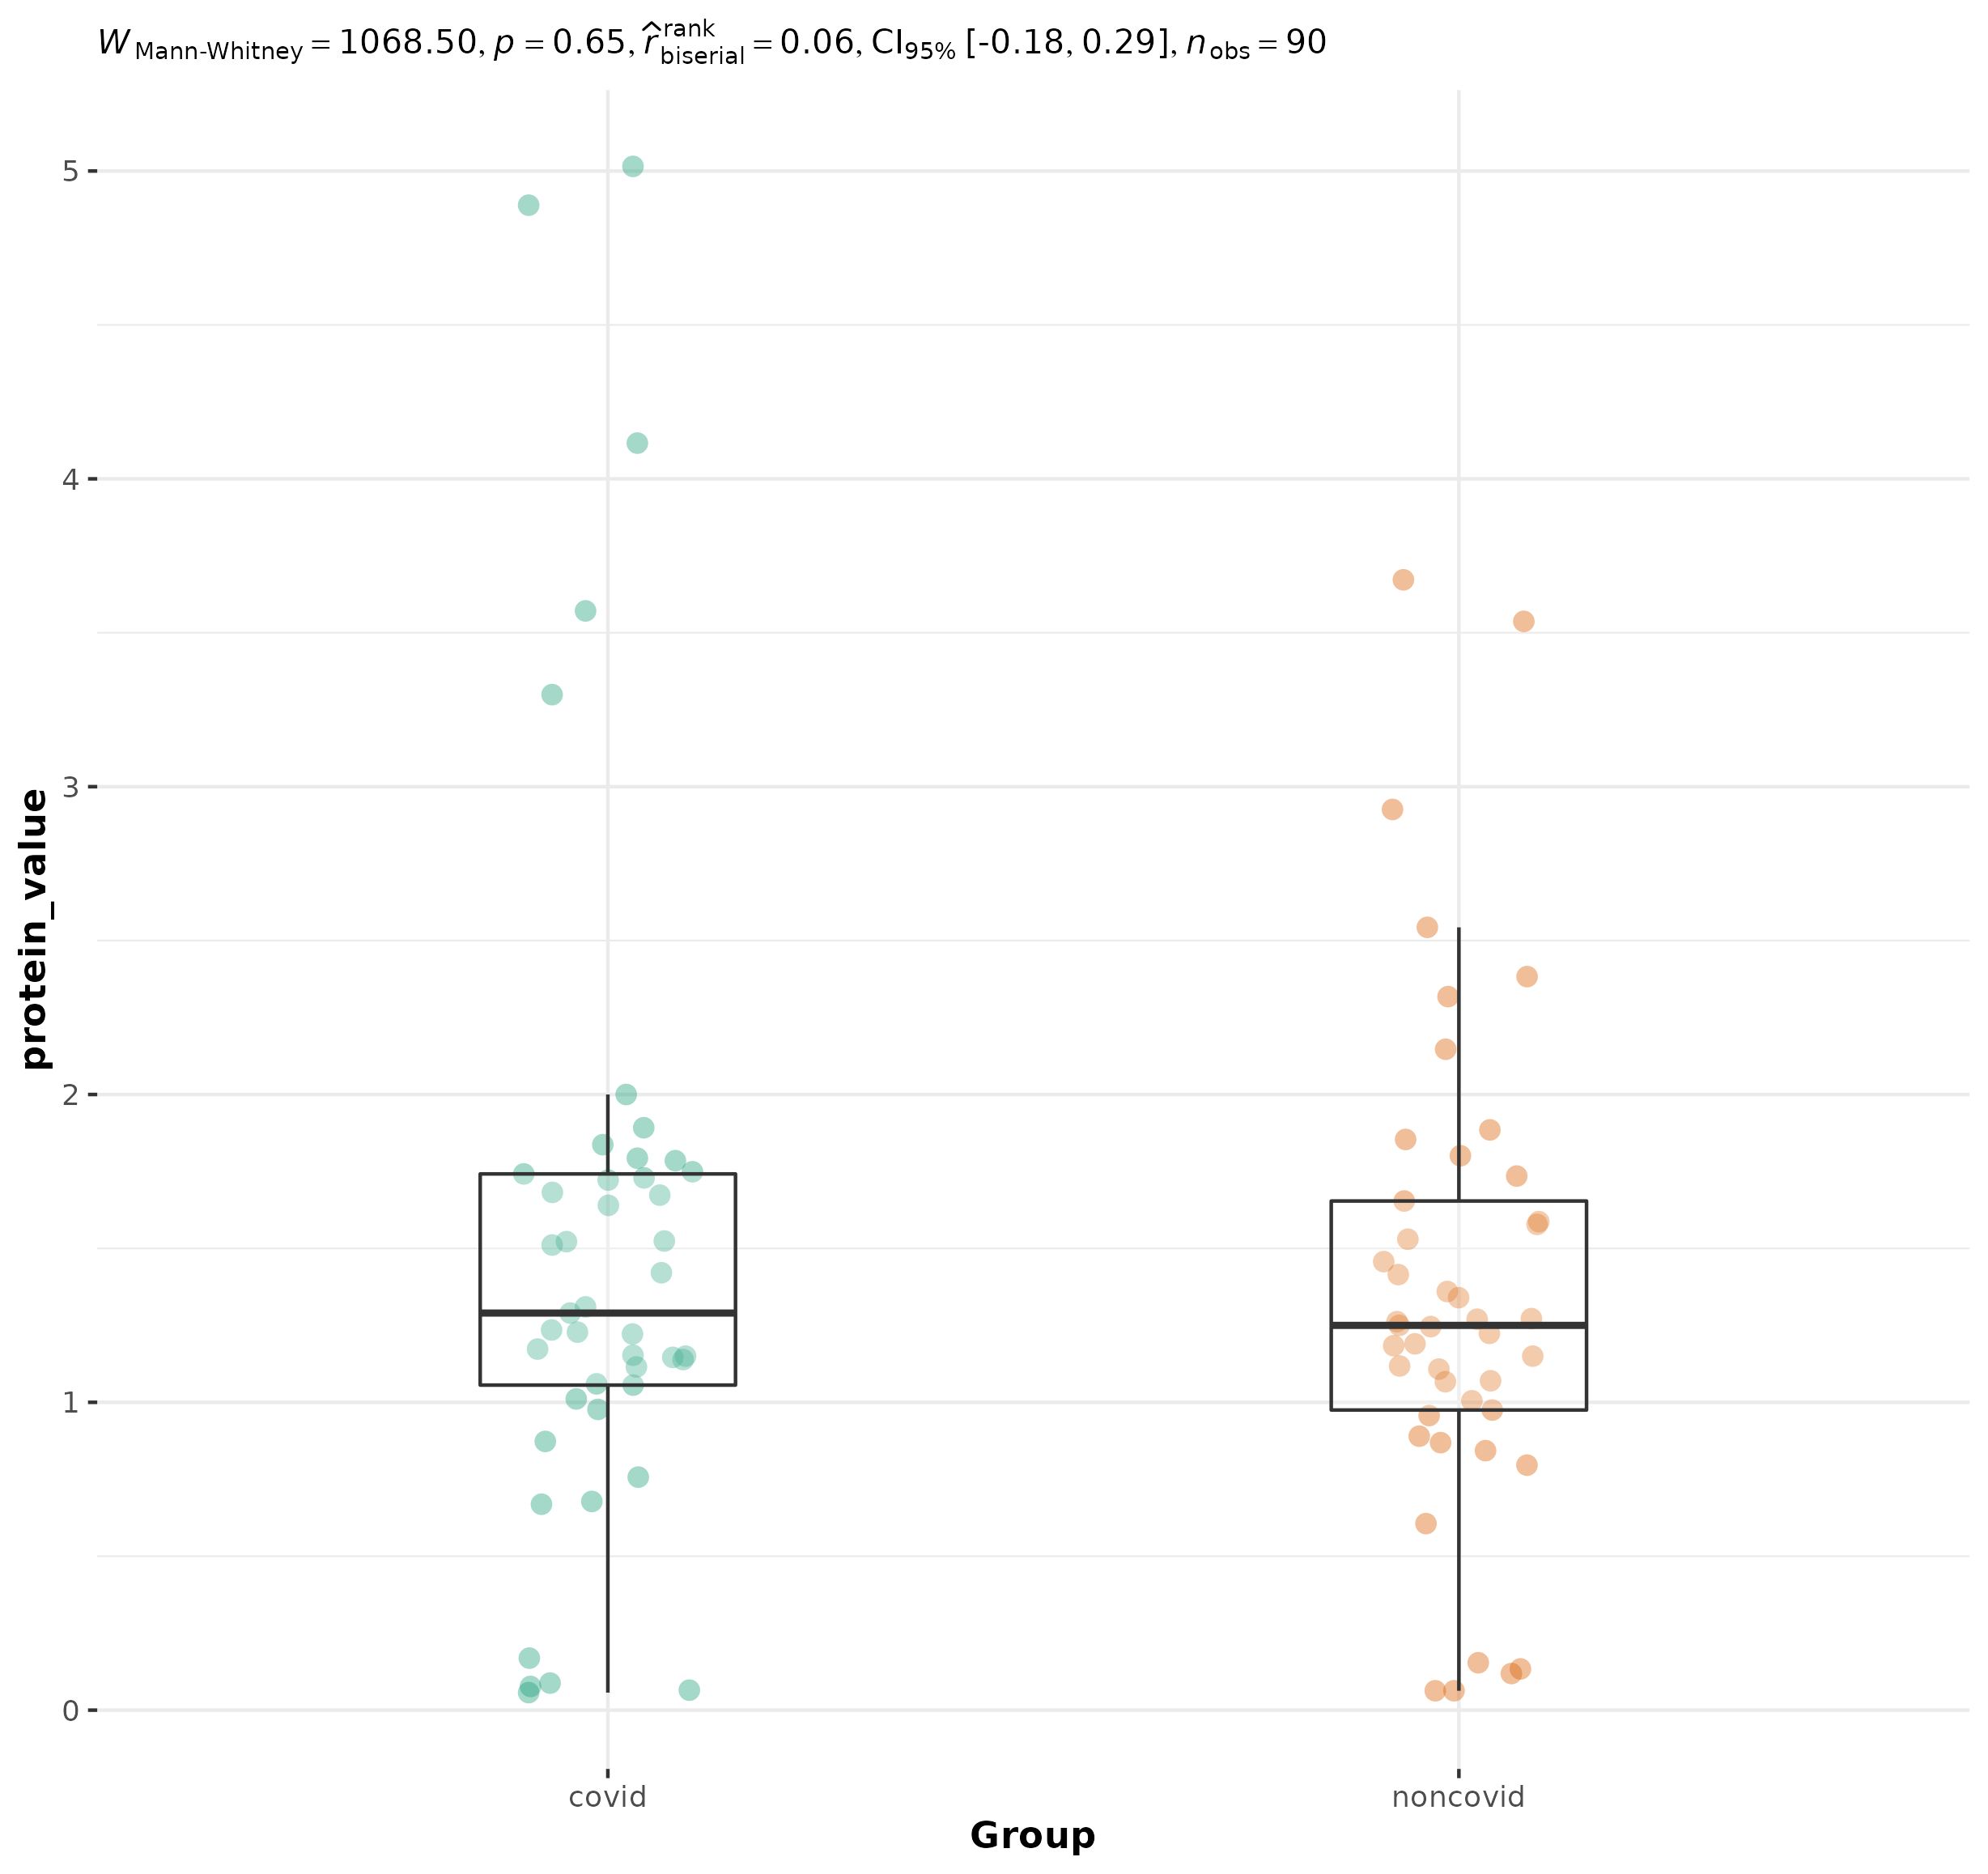 W Mann-Whitney = 1068.50, p = 0.65, r̂ rank biserial = 0.06, CI95% [-0.18, 0.29], nobs = 90
protein_value
5
4
3
2
1
0
covid noncovid
Group